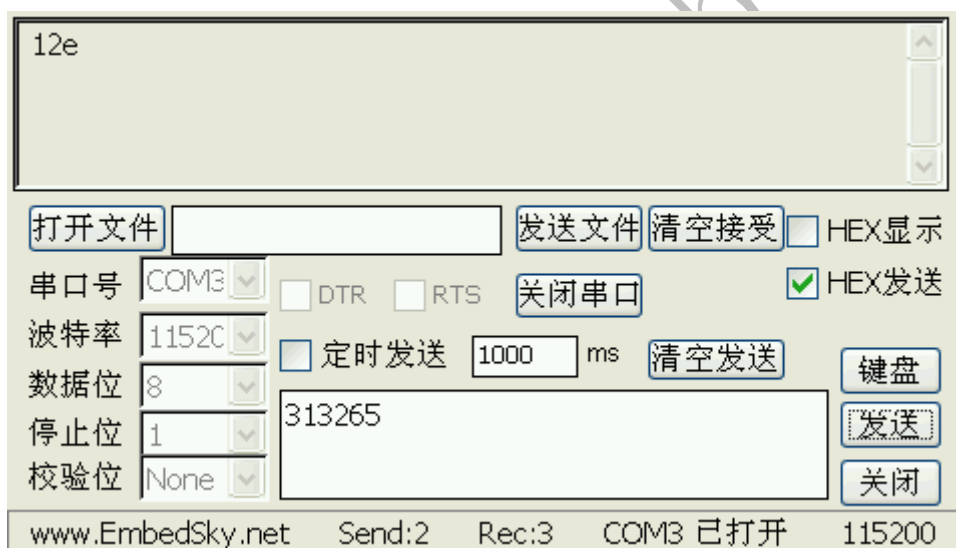 12e
打开文件 发送文件 清空接受 HEX显示
串口号 COM3 DTR RTS 关闭串口 HEX发送
波特率 11520 定时发送 1000 ms 清空发送
键盘
数据位 8
313265
停止位 1 发送
校验位 None 关闭
www.EmbedSky.net Send:2 Rec:3 COM3 已打开 115200